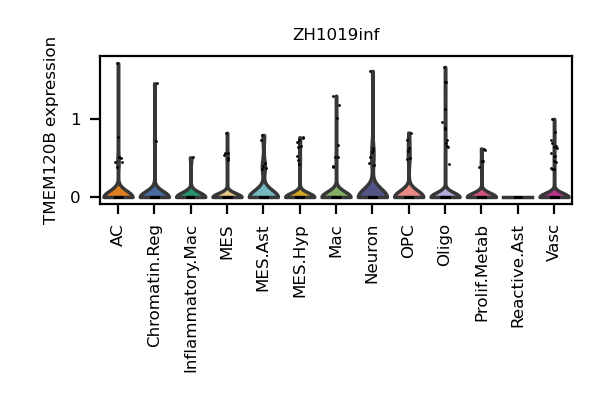 ZH1019inf
TMEM120B expression
1
0
AC
Chromatin.Reg
Inflammatory.Mac
MES
MES.Ast
MES.Hyp
Mac
Neuron
OPC
Oligo
Prolif.Metab
Reactive.Ast
Vasc